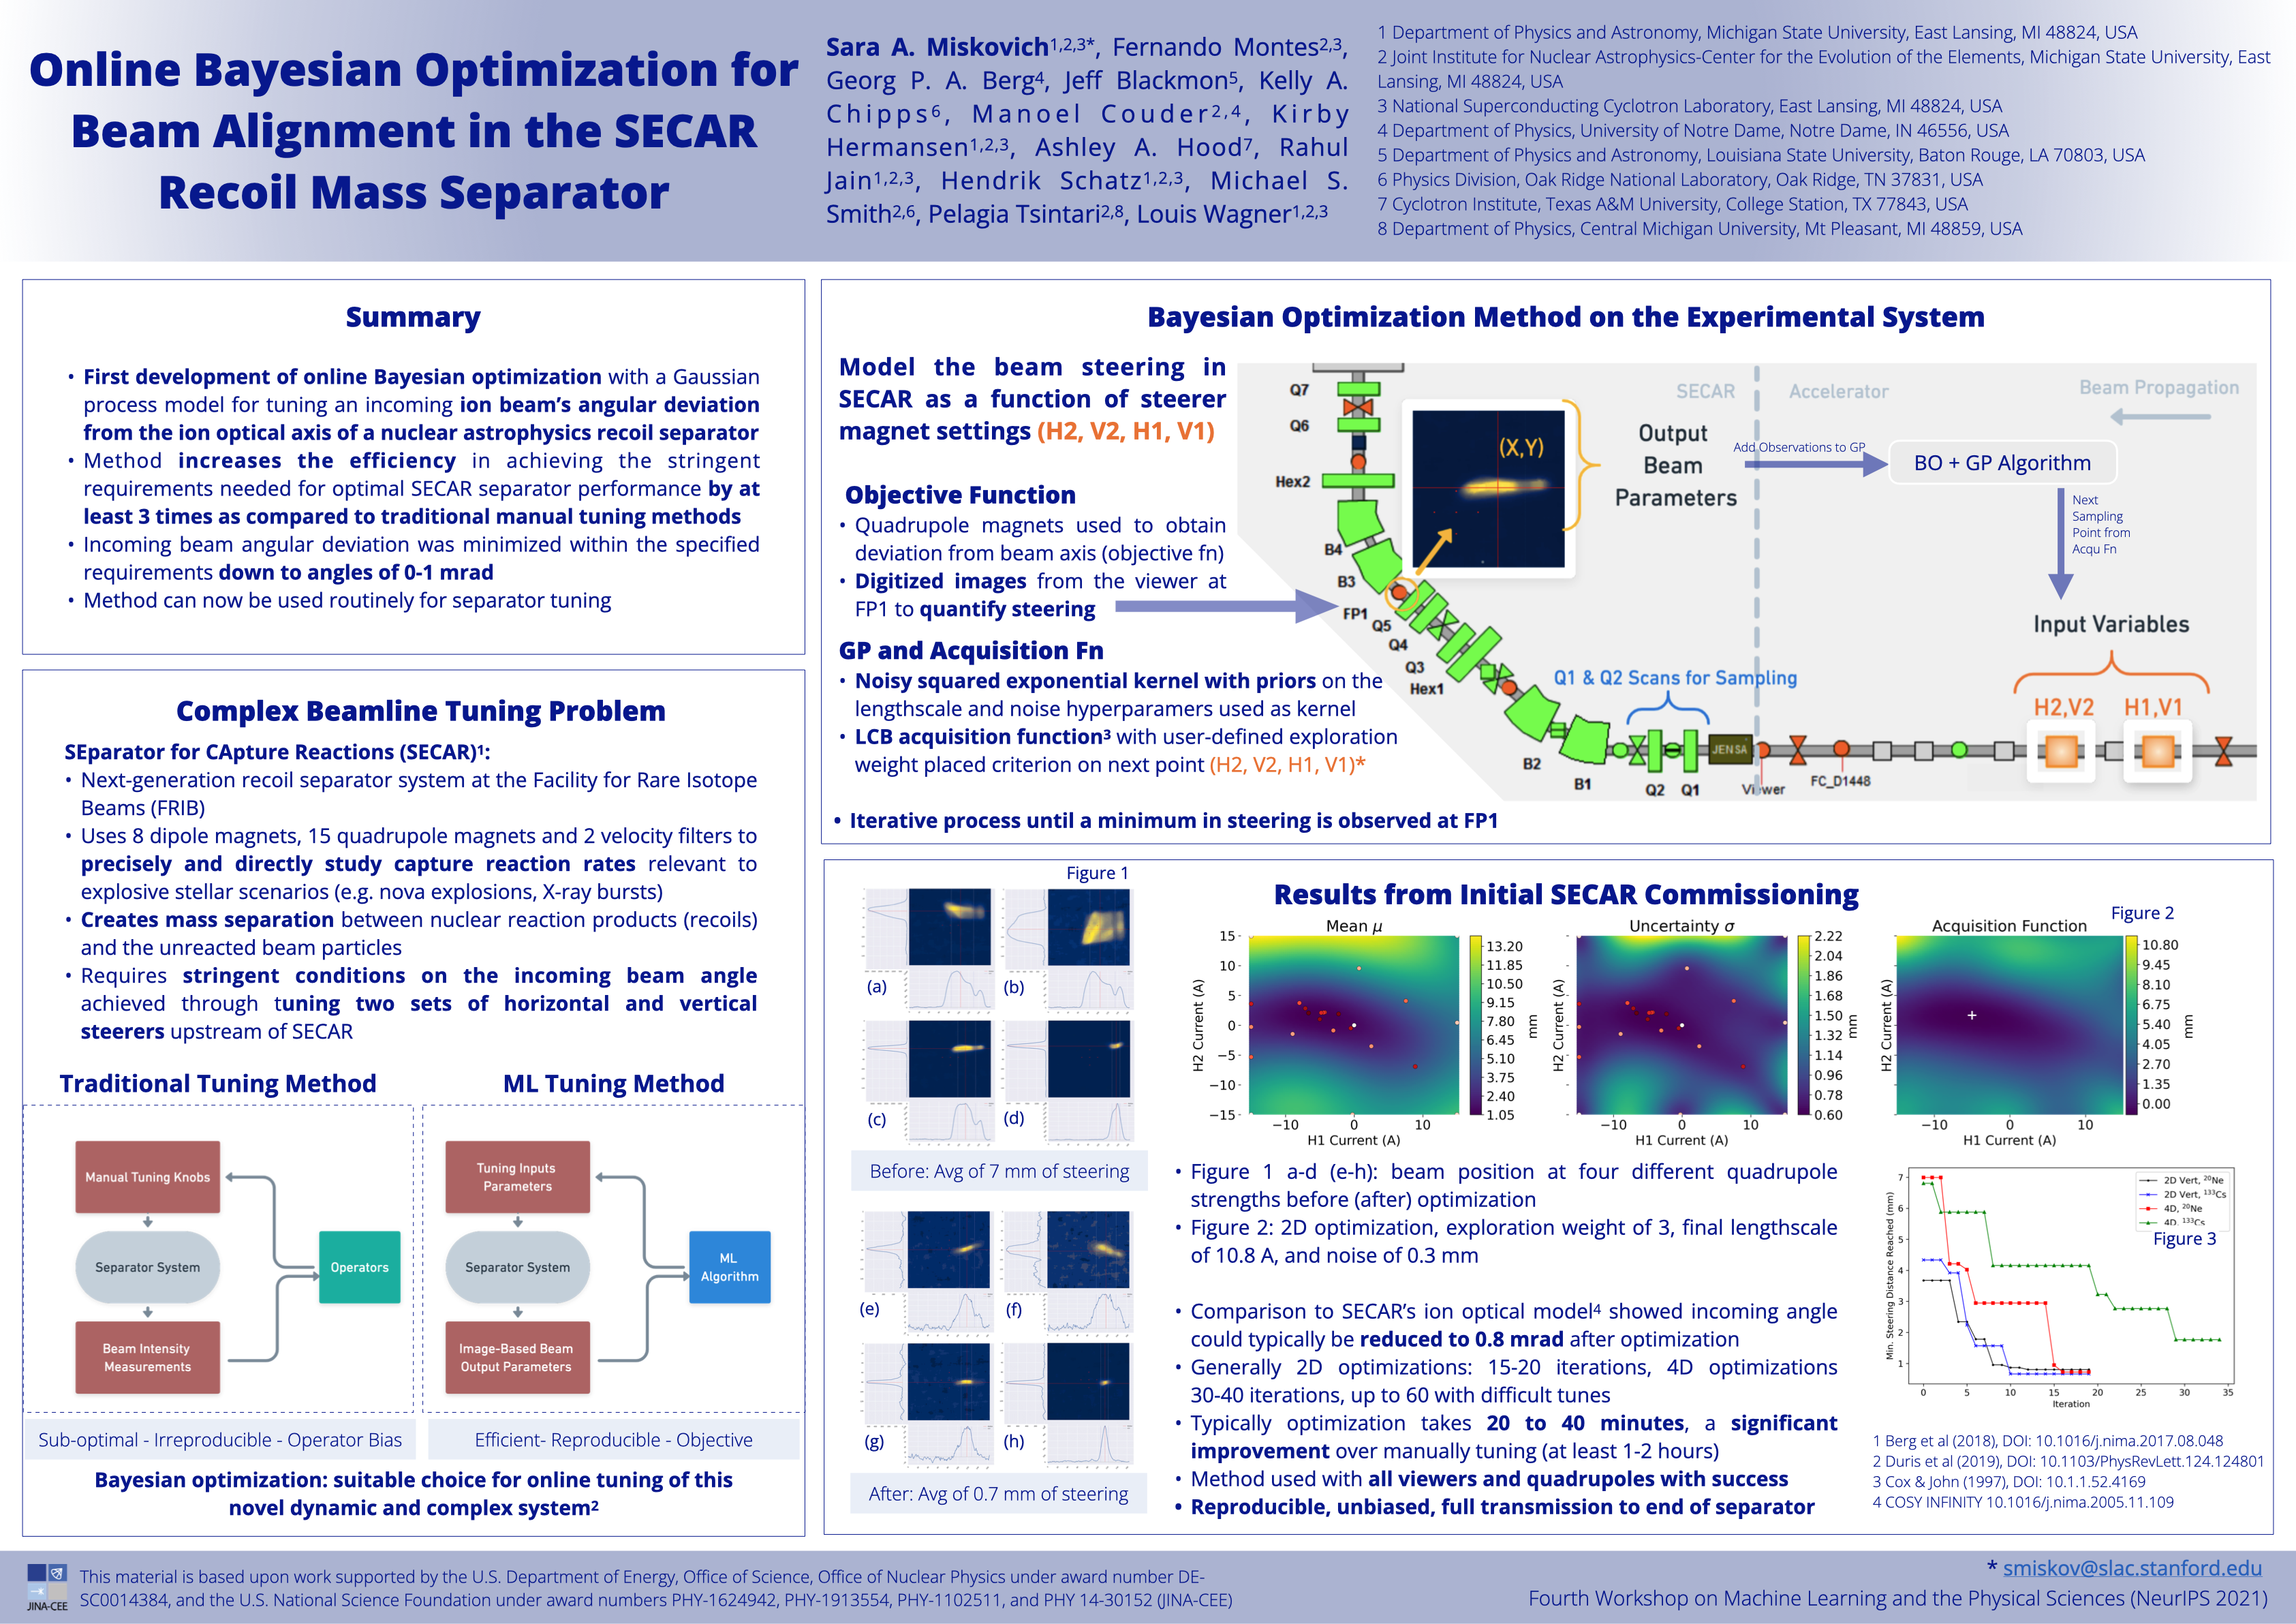 Online Bayesian Optimization for
Beam Alignment in the SECAR
Recoil Mass Separator
Sara A. Miskovich1,2,3*, Fernando Montes2,3,
Georg P. A. Berg4, Jeff Blackmon5, Kelly A.
Chipps6, Manoel Couder2,4, Kirby
Hermansen1,2,3, Ashley A. Hood7, Rahul
Jain1,2,3, Hendrik Schatz1,2,3, Michael S.
Smith2,6, Pelagia Tsintari2,8, Louis Wagner1,2,3
1 Department of Physics and Astronomy, Michigan State University, East Lansing, MI 48824, USA
2 Joint Institute for Nuclear Astrophysics-Center for the Evolution of the Elements, Michigan State University, East
Lansing, MI 48824, USA
3 National Superconducting Cyclotron Laboratory, East Lansing, MI 48824, USA
4 Department of Physics, University of Notre Dame, Notre Dame, IN 46556, USA
5 Department of Physics and Astronomy, Louisiana State University, Baton Rouge, LA 70803, USA
6 Physics Division, Oak Ridge National Laboratory, Oak Ridge, TN 37831, USA
7 Cyclotron Institute, Texas A&M University, College Station, TX 77843, USA
8 Department of Physics, Central Michigan University, Mt Pleasant, MI 48859, USA
Summary
• First development of online Bayesian optimization with a Gaussian
process model for tuning an incoming ion beam's angular deviation
from the ion optical axis of a nuclear astrophysics recoil separator
• Method increases the efficiency in achieving the stringent
requirements needed for optimal SECAR separator performance by at
least 3 times as compared to traditional manual tuning methods
• Incoming beam angular deviation was minimized within the specified
requirements down to angles of 0-1 mrad
• Method can now be used routinely for separator tuning
Complex Beamline Tuning Problem
SEparator for CApture Reactions (SECAR)1:
• Next-generation recoil separator system at the Facility for Rare Isotope
Beams (FRIB)
• Uses 8 dipole magnets, 15 quadrupole magnets and 2 velocity filters to
precisely and directly study capture reaction rates relevant to
explosive stellar scenarios (e.g. nova explosions, X-ray bursts)
• Creates mass separation between nuclear reaction products (recoils)
and the unreacted beam particles
• Requires stringent conditions on the incoming beam angle
achieved through tuning two sets of horizontal and vertical
steerers upstream of SECAR
Traditional Tuning Method
Manual Tuning Knobs
Separator System
Operators
Beam Intensity
Measurements
Sub-optimal - Irreproducible - Operator Bias
ML Tuning Method
Tuning Inputs
Parameters
Separator System
ML
Algorithm
Image-Based Beam
Output Parameters
Efficient- Reproducible - Objective
Bayesian optimization: suitable choice for online tuning of this
novel dynamic and complex system2
Bayesian Optimization Method on the Experimental System
Model the beam steering in
SECAR as a function of steerer
magnet settings (H2, V2, H1, V1)
Objective Function
• Quadrupole magnets used to obtain
deviation from beam axis (objective fn)
• Digitized images from the viewer at
FP1 to quantify steering
GP and Acquisition Fn
• Noisy squared exponential kernel with priors on the
lengthscale and noise hyperparamers used as kernel
• LCB acquisition function3 with user-defined exploration
weight placed criterion on next point (H2, V2, H1, V1)*
• Iterative process until a minimum in steering is observed at FP1
Q7
Q6
Hex2
B4
B3
FP1
Q5
Q4
Q3
Hex1
B2
B1
Q2
Q1
(X,Y)
Output
Beam
Parameters
SECAR
Accelerator
Beam Propagation
Add Observations to GP
BO + GP Algorithm
Next
Sampling
Point from
Acqu Fn
Input Variables
H2,V2
H1,V1
Q1 & Q2 Scans for Sampling
JENSA
Viewer
FC_D1448
Results from Initial SECAR Commissioning
Figure 1
(a)
(b)
(c)
(d)
Before: Avg of 7 mm of steering
(e)
(f)
(g)
(h)
After: Avg of 0.7 mm of steering
Figure 2
Mean μ
15
10
5
0
−5
−10
−15
H2 Current (A)
−10 0 10
H1 Current (A)
13.20
11.85
10.50
9.15
7.80
6.45
5.10
3.75
2.40
1.05
mm
Uncertainty σ
H2 Current (A)
−10 0 10
H1 Current (A)
2.22
2.04
1.86
1.68
1.50
1.32
1.14
0.96
0.78
0.60
mm
Acquisition Function
H2 Current (A)
−10 0 10
H1 Current (A)
10.80
9.45
8.10
6.75
5.40
4.05
2.70
1.35
0.00
mm
• Figure 1 a-d (e-h): beam position at four different quadrupole
strengths before (after) optimization
• Figure 2: 2D optimization, exploration weight of 3, final lengthscale
of 10.8 A, and noise of 0.3 mm
• Comparison to SECAR's ion optical model4 showed incoming angle
could typically be reduced to 0.8 mrad after optimization
• Generally 2D optimizations: 15-20 iterations, 4D optimizations
30-40 iterations, up to 60 with difficult tunes
• Typically optimization takes 20 to 40 minutes, a significant
improvement over manually tuning (at least 1-2 hours)
• Method used with all viewers and quadrupoles with success
• Reproducible, unbiased, full transmission to end of separator
Min. Steering Distance Reached (mm)
7
6
5
4
3
2
1
0 5 10 15 20 25 30 35
Iteration
2D Vert, 20Ne
2D Vert, 133Cs
4D, 20Ne
4D, 133Cs
Figure 3
1 Berg et al (2018), DOI: 10.1016/j.nima.2017.08.048
2 Duris et al (2019), DOI: 10.1103/PhysRevLett.124.124801
3 Cox & John (1997), DOI: 10.1.1.52.4169
4 COSY INFINITY 10.1016/j.nima.2005.11.109
JINA-CEE
This material is based upon work supported by the U.S. Department of Energy, Office of Science, Office of Nuclear Physics under award number DE-
SC0014384, and the U.S. National Science Foundation under award numbers PHY-1624942, PHY-1913554, PHY-1102511, and PHY 14-30152 (JINA-CEE)
* smiskov@slac.stanford.edu
Fourth Workshop on Machine Learning and the Physical Sciences (NeurIPS 2021)